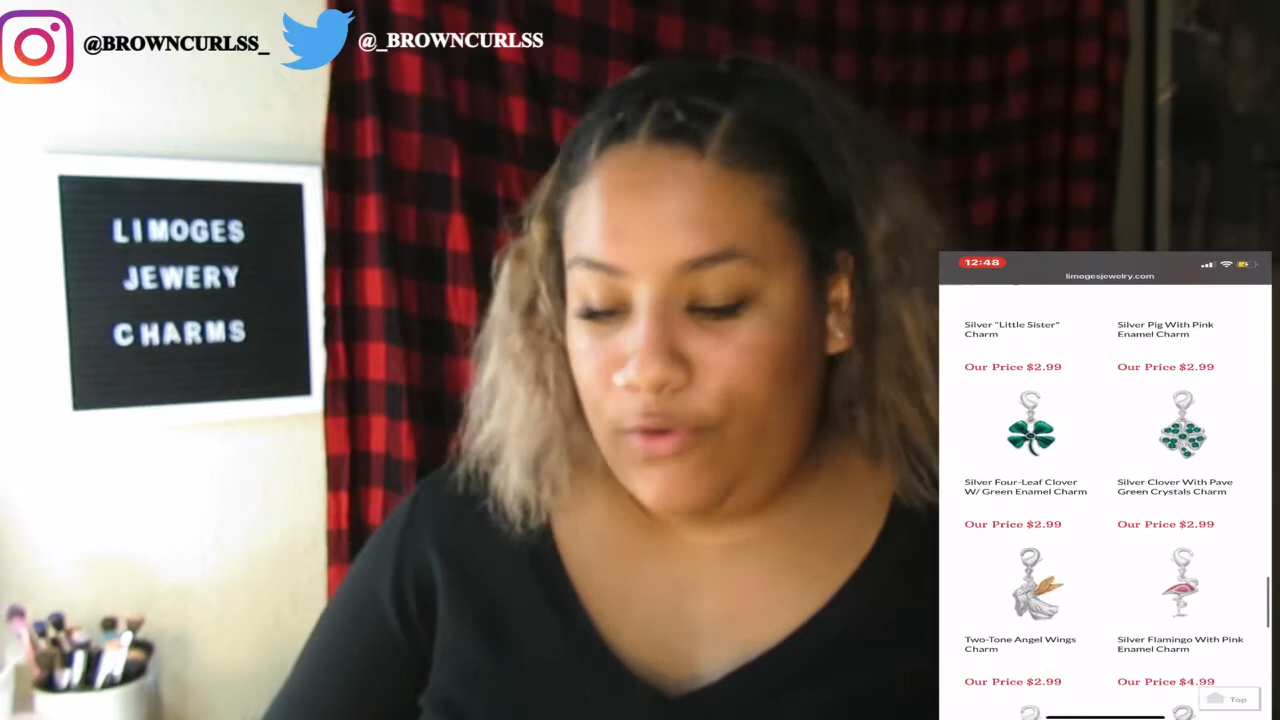 @BROWNCURLSS_
@_BROWNCURLSS
LIMOGES
JEWERY
CHARMS
12:48
limogesjewelry.com
Silver "Little Sister"
Charm
Our Price $2.99
Silver Pig With Pink
Enamel Charm
Our Price $2.99
Silver Four-Leaf Clover
W/ Green Enamel Charm
Our Price $2.99
Silver Clover With Pave
Green Crystals Charm
Our Price $2.99
Two-Tone Angel Wings
Charm
Our Price $2.99
Silver Flamingo With Pink
Enamel Charm
Our Price $4.99
Top